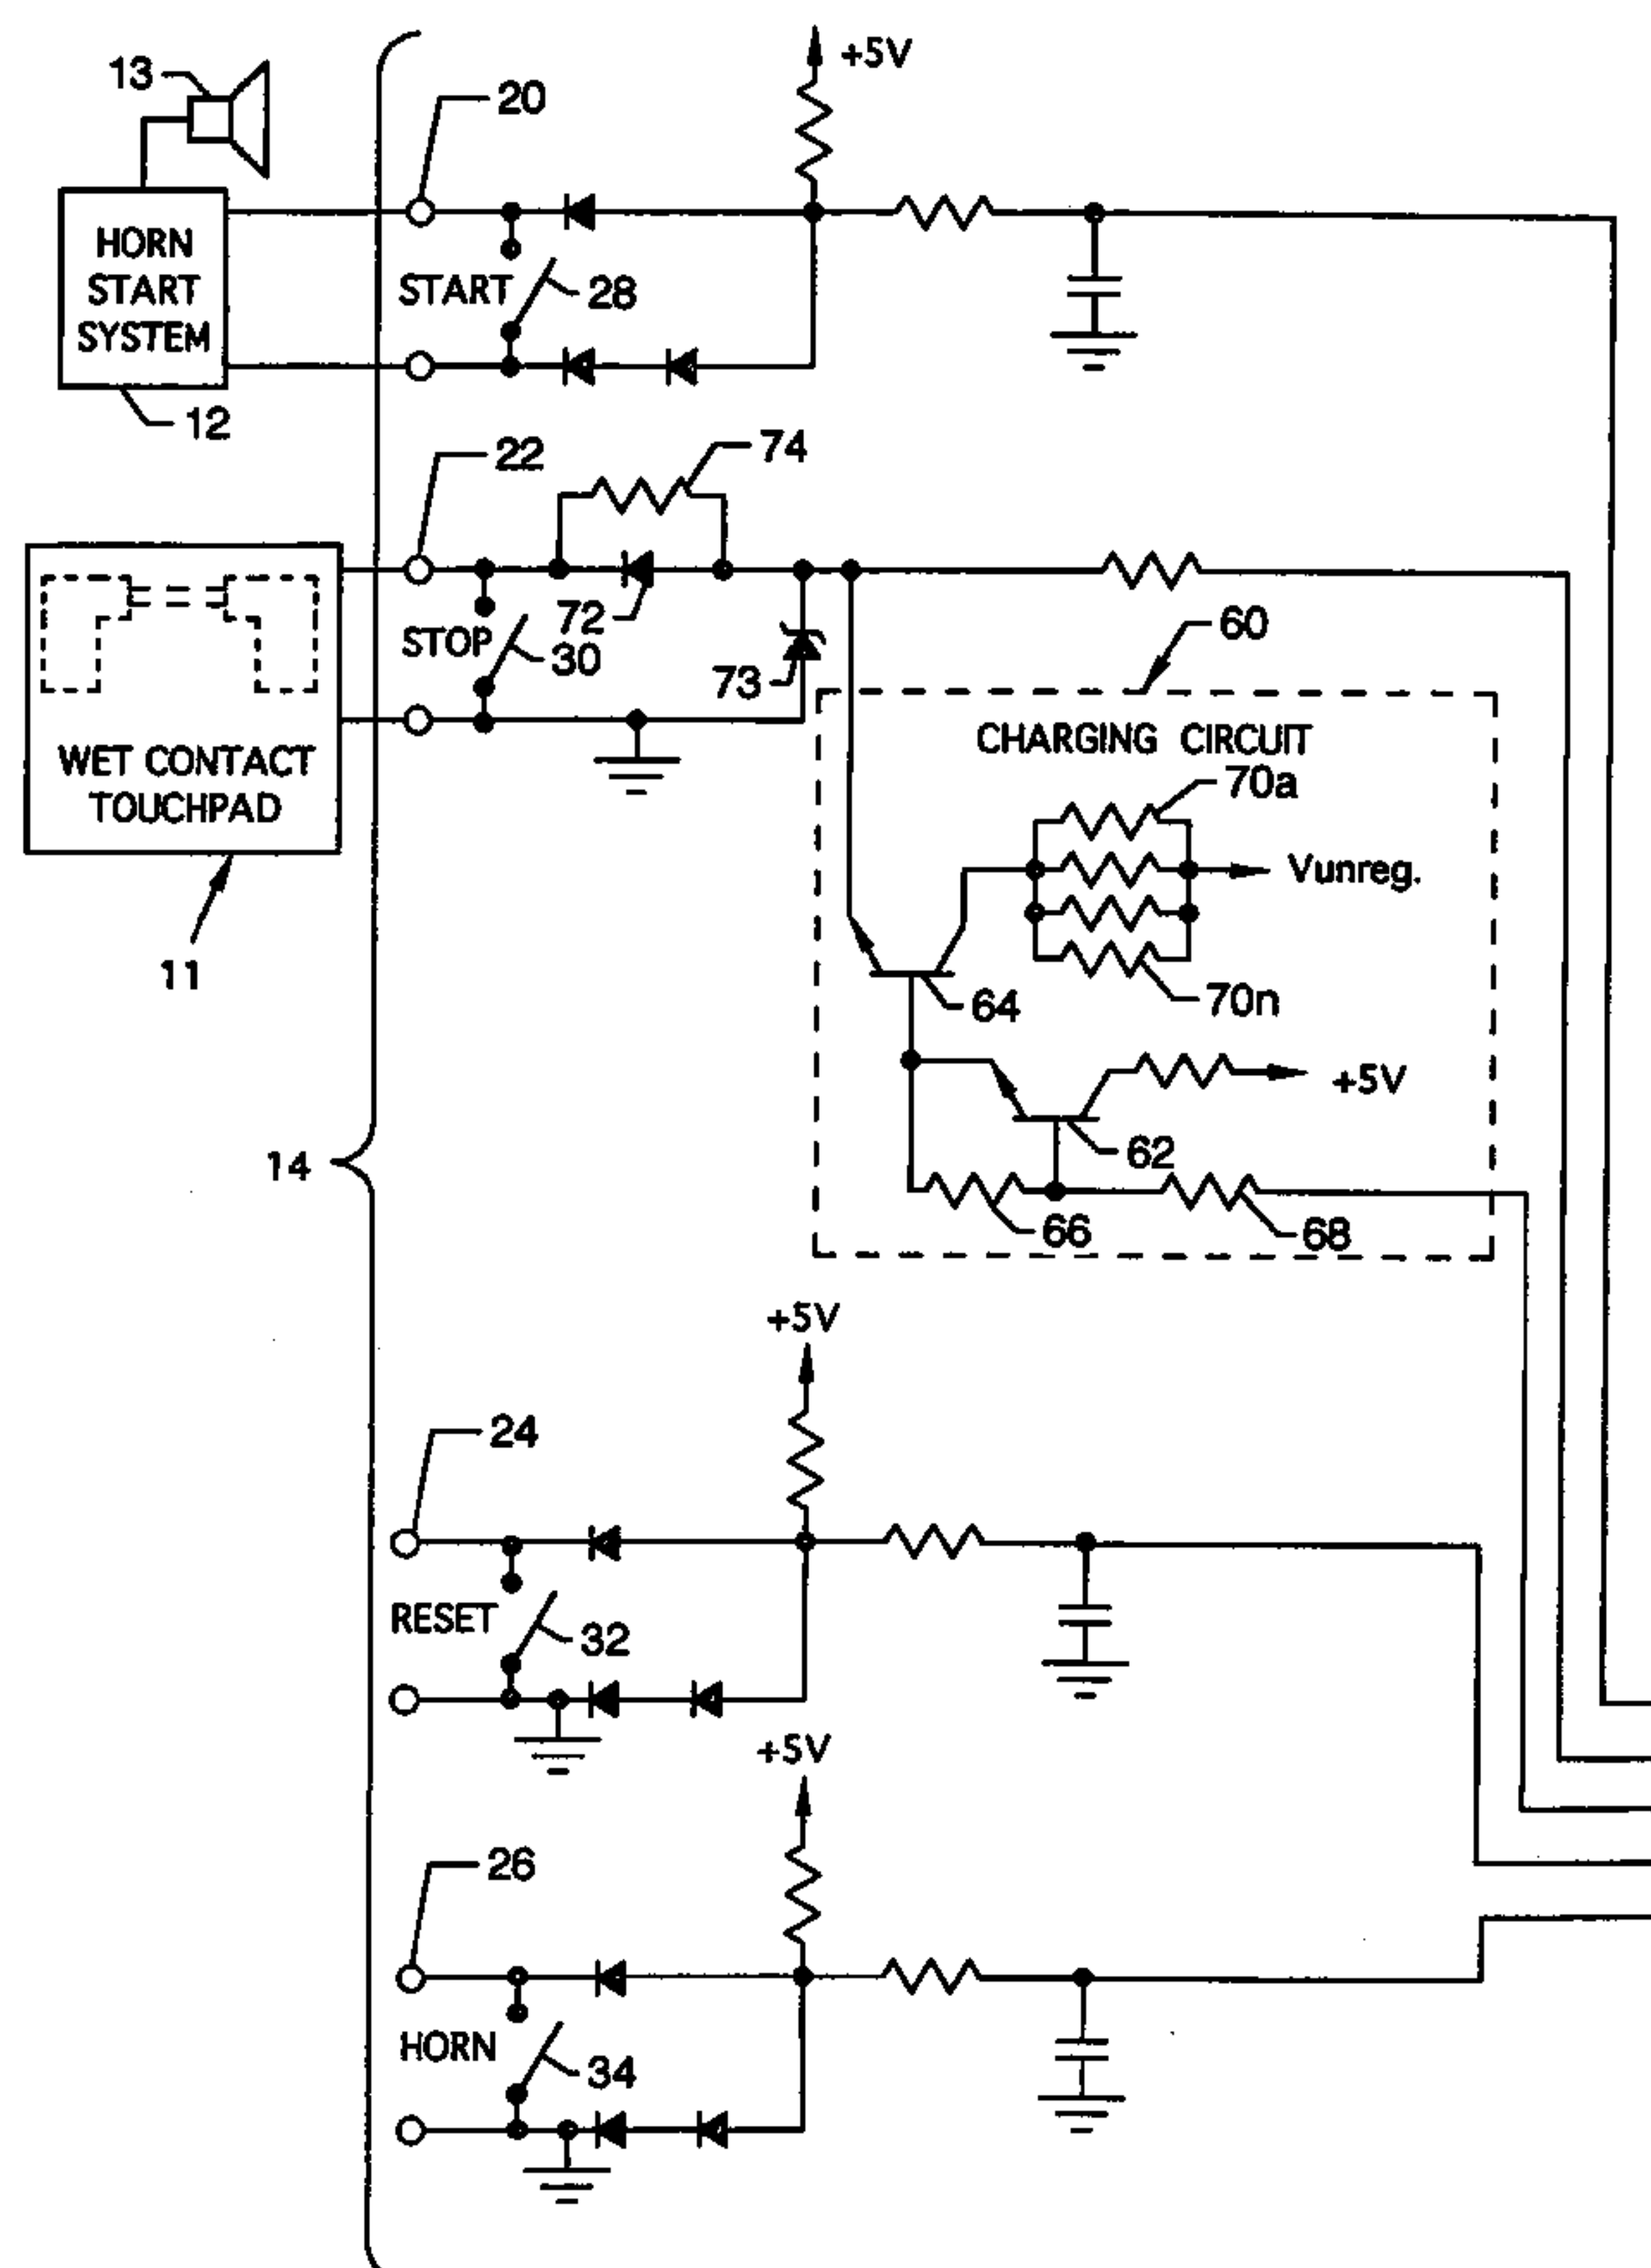 13
20
+5V
HORN
START
SYSTEM
START
28
12
22
74
72
STOP
30
73
60
WET CONTACT
TOUCHPAD
11
CHARGING CIRCUIT
70a
Vunreg.
70n
64
+5V
62
66
68
14
+5V
24
RESET
32
+5V
26
HORN
34